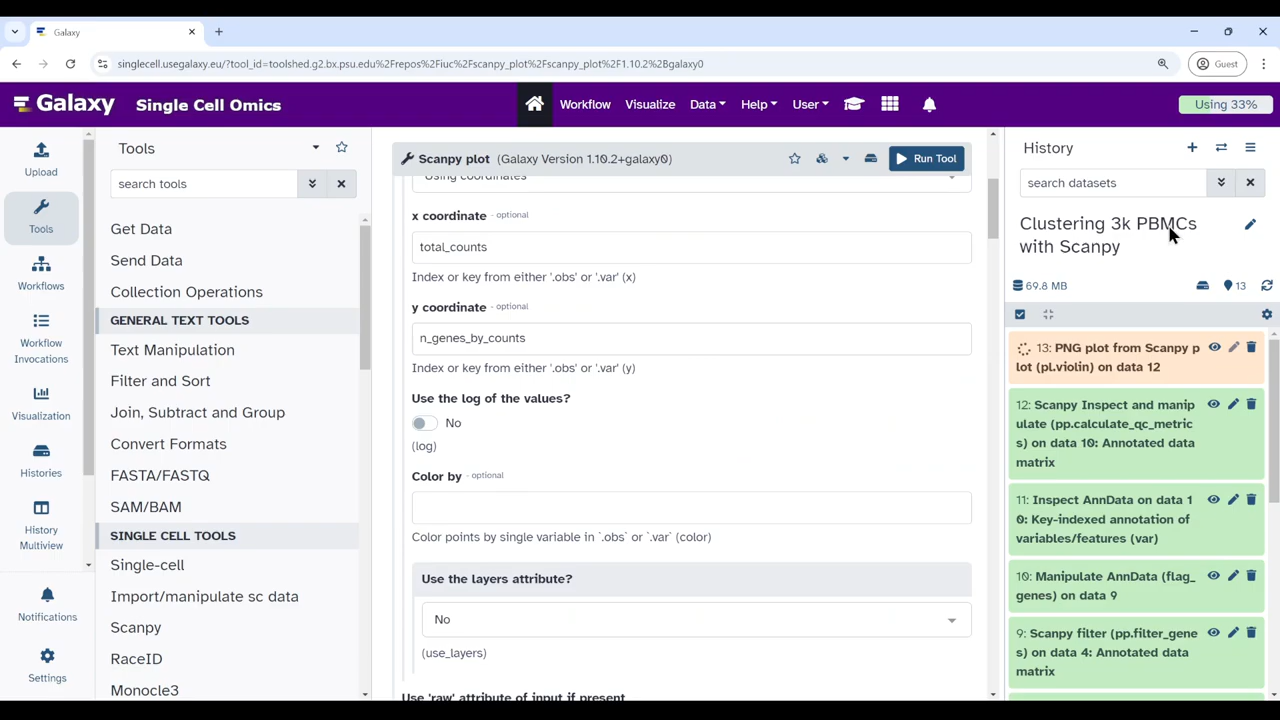 Galaxy
singlecell.usegalaxy.eu/?tool_id=toolshed.g2.bx.psu.edu%2Frepos%2Fiuc%2Fscanpy_plot%2Fscanpy_plot%2F1.10.2%2Bgalaxy0
Guest
Galaxy
Single Cell Omics
Workflow
Visualize
Data
Help
User
Using 33%
Upload
Tools
Workflows
Workflow
Invocations
Visualization
Histories
History
Multiview
Notifications
Settings
Tools
search tools
Get Data
Send Data
Collection Operations
GENERAL TEXT TOOLS
Text Manipulation
Filter and Sort
Join, Subtract and Group
Convert Formats
FASTA/FASTQ
SAM/BAM
SINGLE CELL TOOLS
Single-cell
Import/manipulate sc data
Scanpy
RaceID
Monocle3
Scanpy plot (Galaxy Version 1.10.2+galaxy0)
Run Tool
Using coordinates
x coordinate - optional
total_counts
Index or key from either '.obs' or '.var' (x)
y coordinate - optional
n_genes_by_counts
Index or key from either '.obs' or '.var' (y)
Use the log of the values?
No
(log)
Color by - optional
Color points by single variable in `.obs` or `.var` (color)
Use the layers attribute?
No
(use_layers)
Use 'raw' attribute of input if present
History
search datasets
Clustering 3k PBMCs
with Scanpy
69.8 MB
13
13: PNG plot from Scanpy p
lot (pl.violin) on data 12
12: Scanpy Inspect and manip
ulate (pp.calculate_qc_metric
s) on data 10: Annotated data
matrix
11: Inspect AnnData on data 1
0: Key-indexed annotation of
variables/features (var)
10: Manipulate AnnData (flag_
genes) on data 9
9: Scanpy filter (pp.filter_gene
s) on data 4: Annotated data
matrix